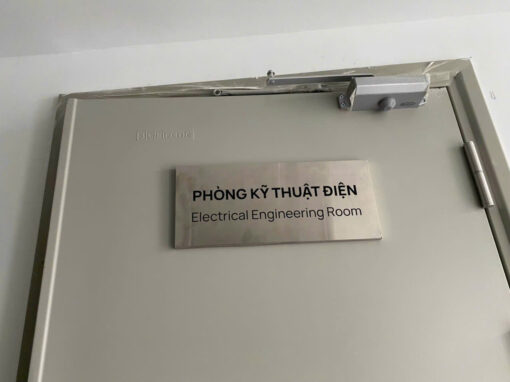 PHÒNG KỸ THUẬT ĐIỆN
Electrical Engineering Room